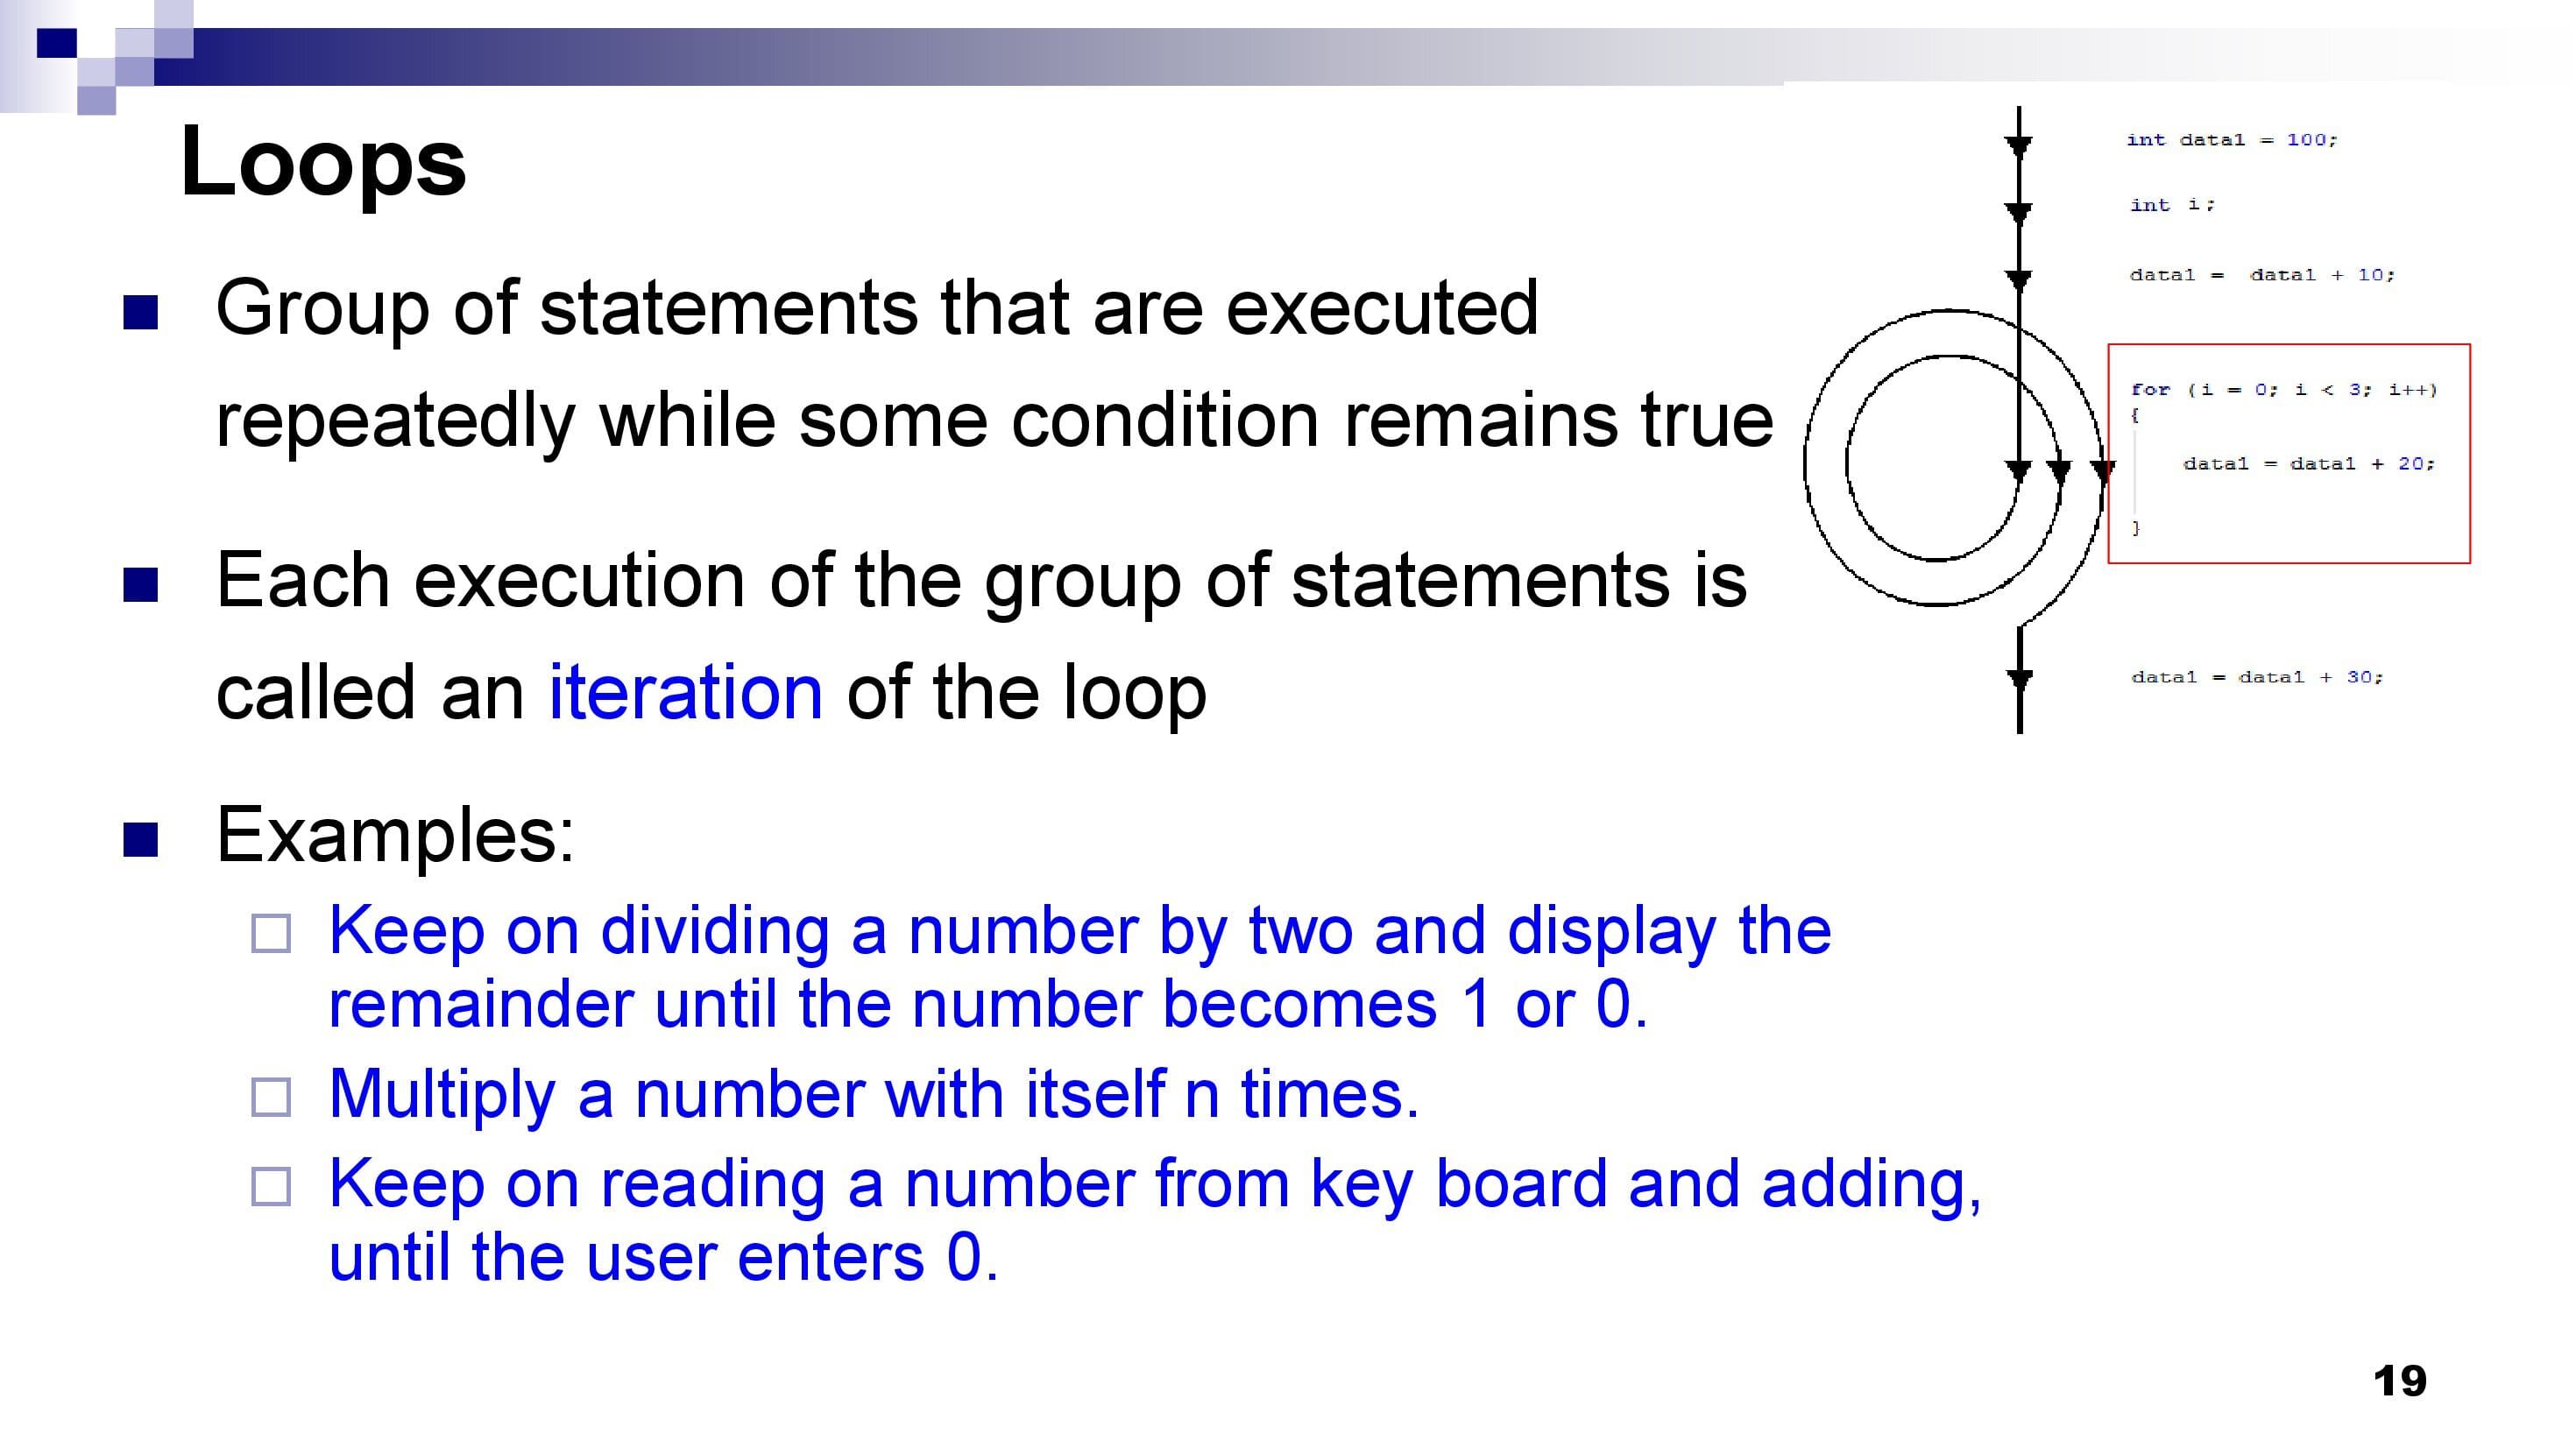 Loops
Group of statements that are executed
repeatedly while some condition remains true
Each execution of the group of statements is
called an iteration of the loop
Examples:
Keep on dividing a number by two and display the
remainder until the number becomes 1 or 0.
Multiply a number with itself n times.
Keep on reading a number from key board and adding,
until the user enters 0.
int data1 = 100;
int i;
data1 = data1 + 10;
for (i = 0; i < 3; i++)
{
data1 = data1 + 20;
}
data1 = data1 + 30;
19